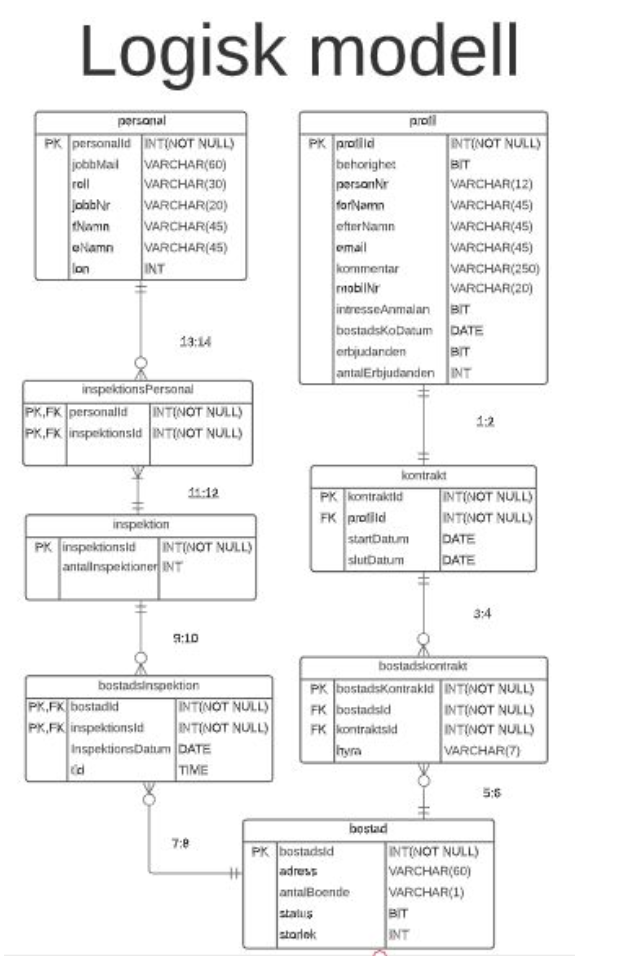 Logisk modell
personal
PK personalId INT(NOT NULL)
jobbMail VARCHAR(60)
roll VARCHAR(30)
jobbNr VARCHAR(20)
fNamn VARCHAR(45)
eNamn VARCHAR(45)
lon INT
13:14
inspektionsPersonal
PK,FK personalId INT(NOT NULL)
PK,FK inspektionsId INT(NOT NULL)
11:12
inspektion
PK inspektionsId INT(NOT NULL)
antalInspektioner INT
9:10
bostadsInspektion
PK,FK bostadId INT(NOT NULL)
PK,FK inspektionsId INT(NOT NULL)
InspektionsDatum DATE
tid TIME
7:8
profil
PK profilId INT(NOT NULL)
behorighet BIT
personNr VARCHAR(12)
forNamn VARCHAR(45)
efterNamn VARCHAR(45)
email VARCHAR(45)
kommentar VARCHAR(250)
mobilNr VARCHAR(20)
intresseAnmalan BIT
bostadsKoDatum DATE
erbjudanden BIT
antalErbjudanden INT
1:2
kontrakt
PK kontraktId INT(NOT NULL)
FK profilId INT(NOT NULL)
startDatum DATE
slutDatum DATE
3:4
bostadskontrakt
PK bostadsKontrakId INT(NOT NULL)
FK bostadsId INT(NOT NULL)
FK kontraktsId INT(NOT NULL)
hyra VARCHAR(7)
5:6
bostad
PK bostadsId INT(NOT NULL)
adress VARCHAR(60)
antalBoende VARCHAR(1)
status BIT
storlek INT